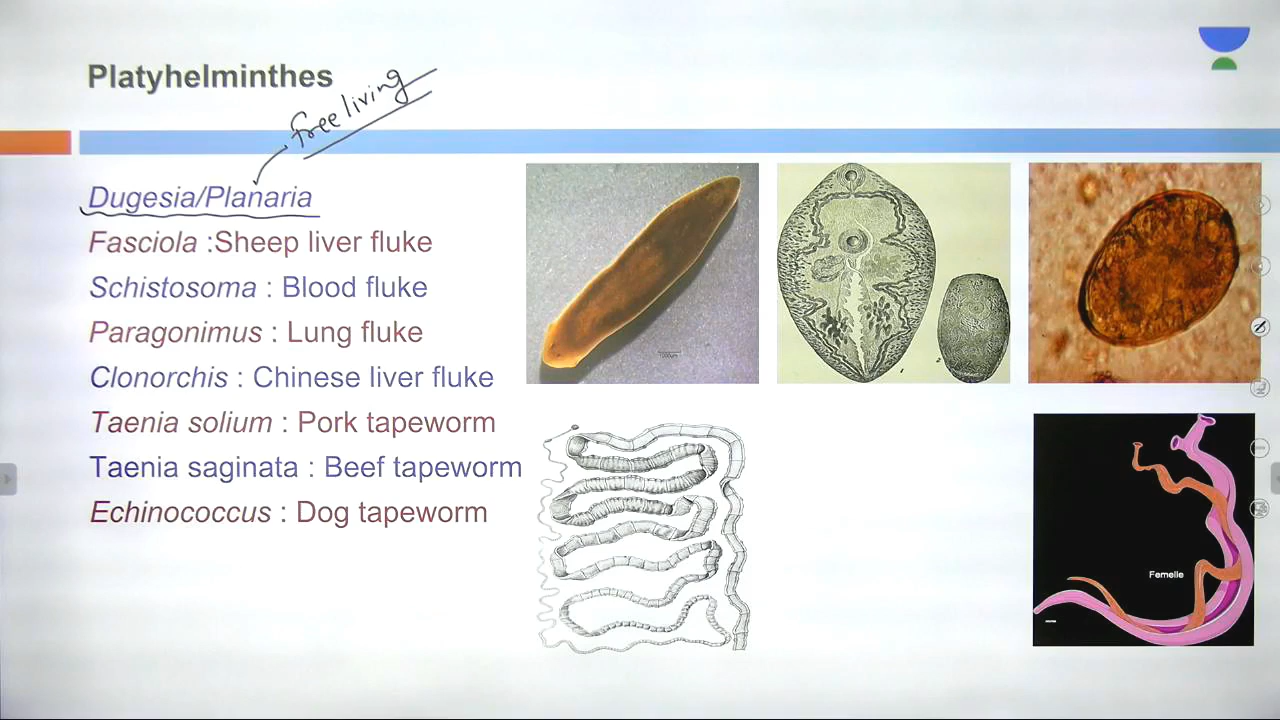 Platyhelminthes
free living
Dugesia/Planaria
Fasciola :Sheep liver fluke
Schistosoma : Blood fluke
Paragonimus : Lung fluke
Clonorchis : Chinese liver fluke
Taenia solium : Pork tapeworm
Taenia saginata : Beef tapeworm
Echinococcus : Dog tapeworm
Femelle